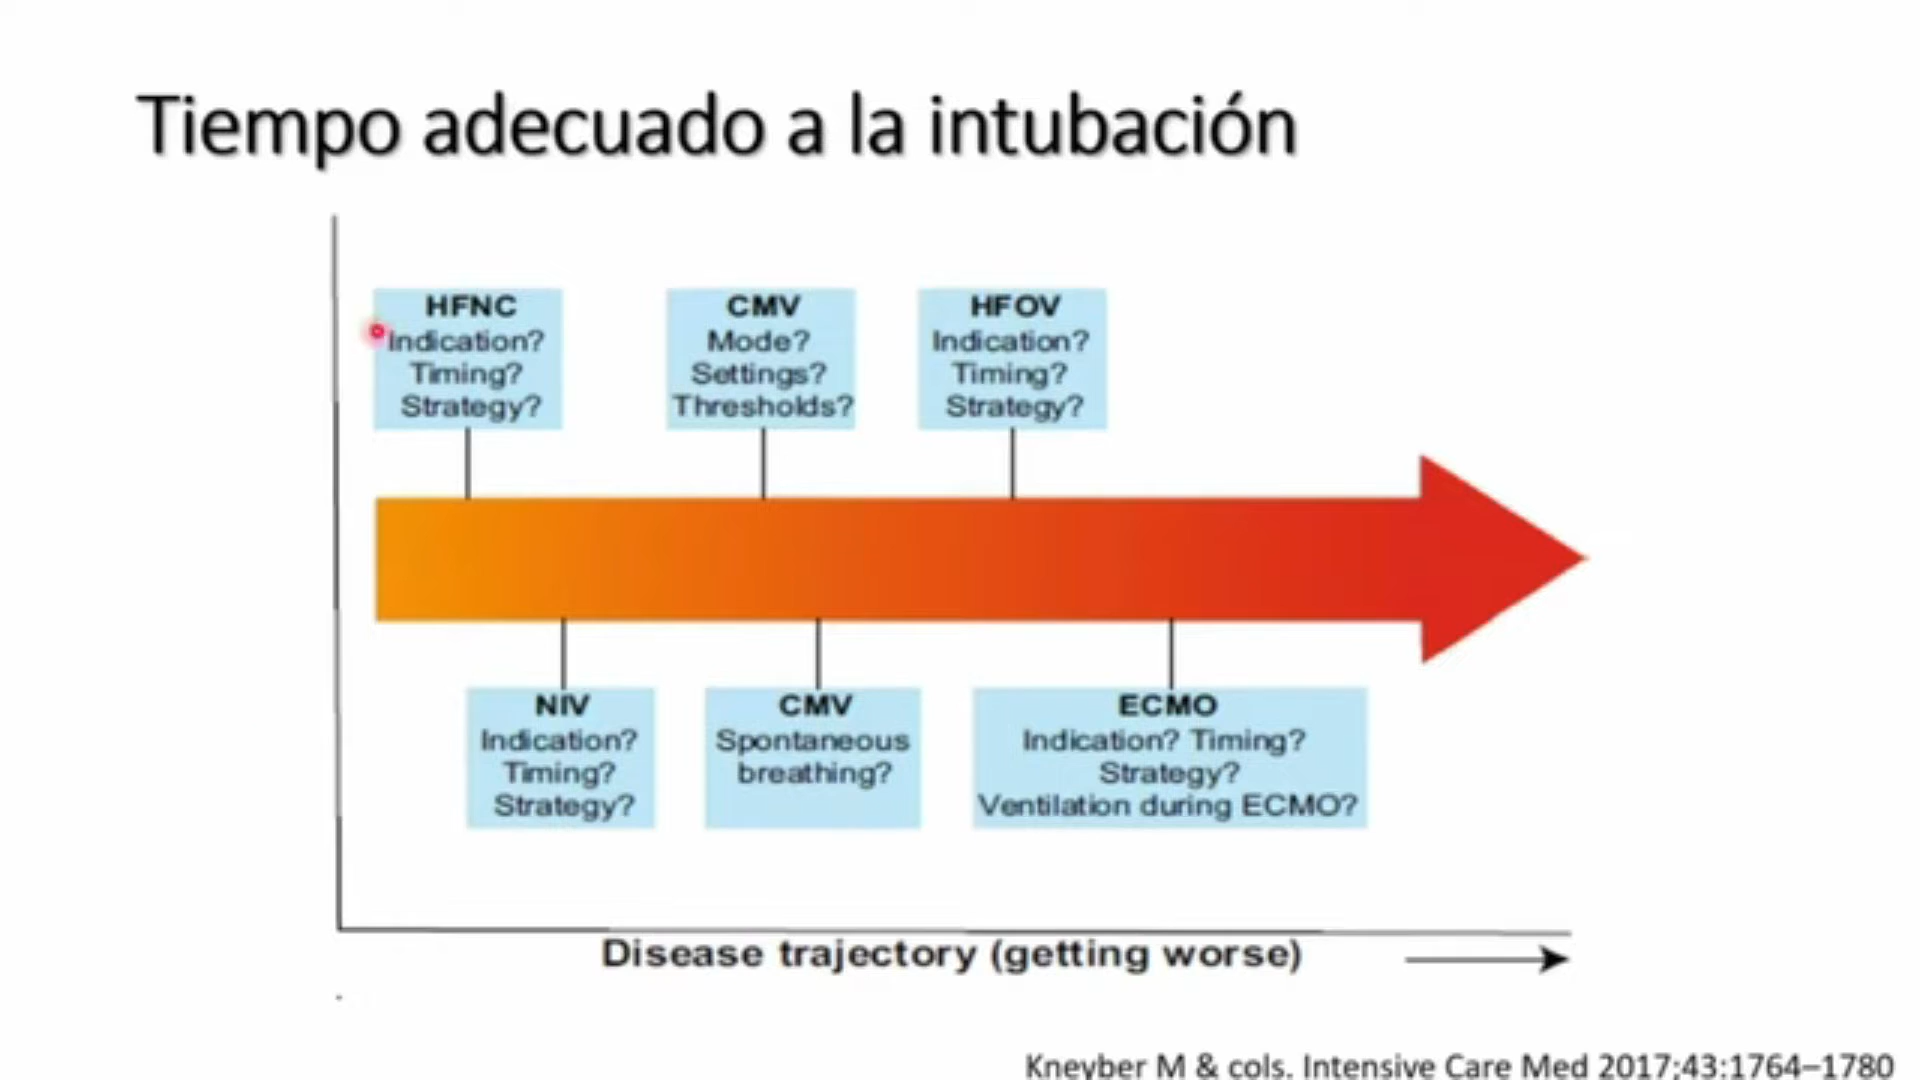 Tiempo adecuado a la intubación
HFNC
Indication?
Timing?
Strategy?
CMV
Mode?
Settings?
Thresholds?
HFOV
Indication?
Timing?
Strategy?
NIV
Indication?
Timing?
Strategy?
CMV
Spontaneous
breathing?
ECMO
Indication? Timing?
Strategy?
Ventilation during ECMO?
Disease trajectory (getting worse)
Kneyber M & cols. Intensive Care Med 2017;43:1764–1780